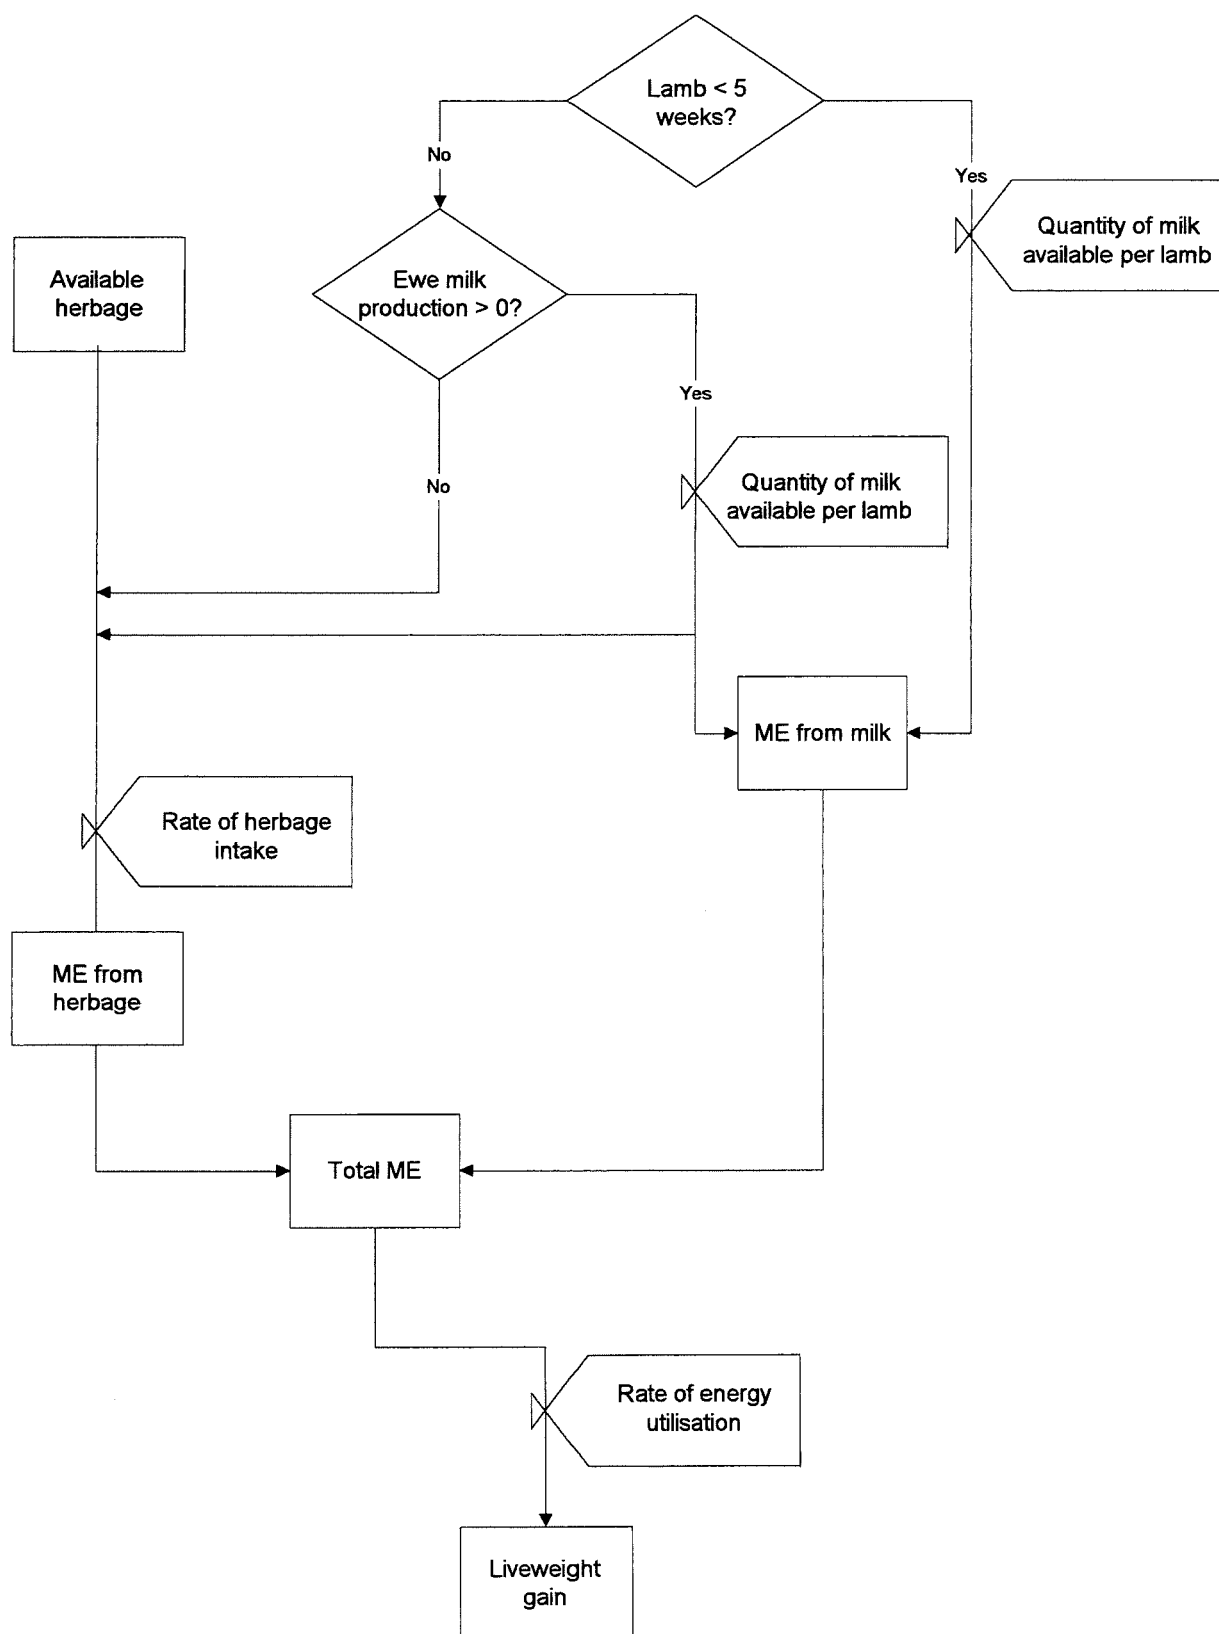 Lamb < 5
weeks?
No
Yes
Quantity of milk
available per lamb
Available
herbage
Ewe milk
production > 0?
Yes
No
Quantity of milk
available per lamb
ME from milk
Rate of herbage
intake
ME from
herbage
Total ME
Rate of energy
utilisation
Liveweight
gain